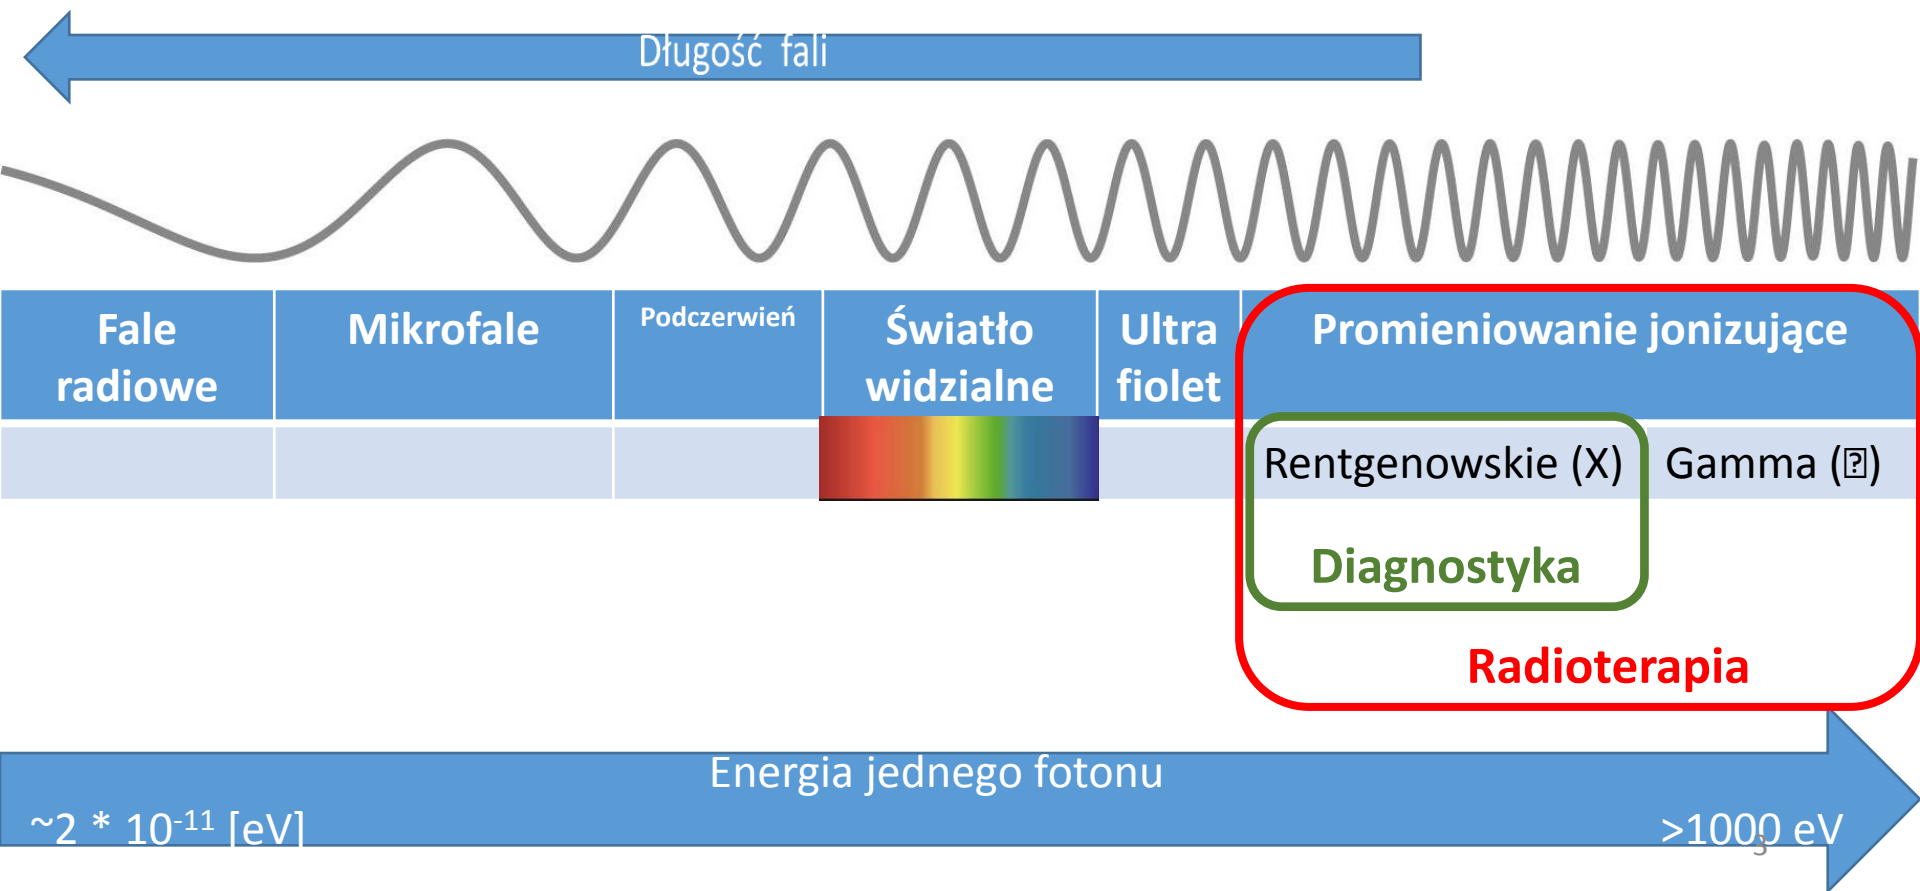 Długość fali
Fale
radiowe
Mikrofale
Podczerwień
Światło
widzialne
Ultra
fiolet
Promieniowanie jonizujące
Rentgenowskie (X)
Gamma (⍰)
Diagnostyka
Radioterapia
Energia jednego fotonu
~2 * 10⁻¹¹ [eV]
>1000 eV
3